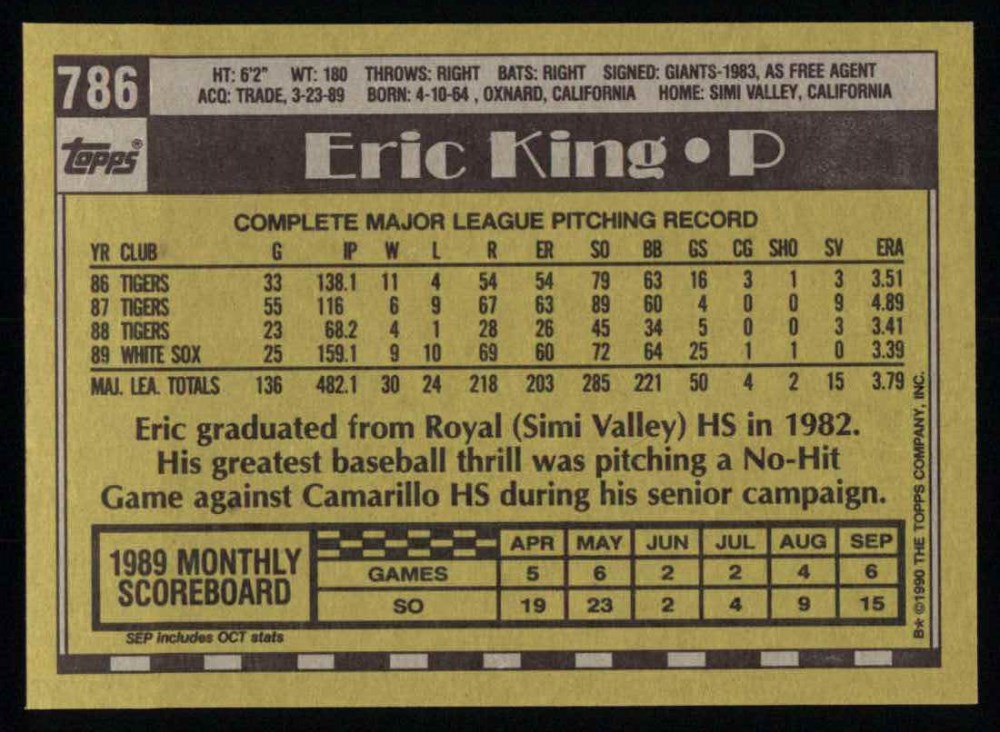 786
HT: 6'2" WT: 180 THROWS: RIGHT BATS: RIGHT SIGNED: GIANTS-1983, AS FREE AGENT
ACQ: TRADE, 3-23-89 BORN: 4-10-64 , OXNARD, CALIFORNIA HOME: SIMI VALLEY, CALIFORNIA
Topps®
Eric King • P
COMPLETE MAJOR LEAGUE PITCHING RECORD
YR CLUB G IP W L R ER SO BB GS CG SHO SV ERA
86 TIGERS 33 138.1 11 4 54 54 79 63 16 3 1 3 3.51
87 TIGERS 55 116 6 9 67 63 89 60 4 0 0 9 4.89
88 TIGERS 23 68.2 4 1 28 26 45 34 5 0 0 3 3.41
89 WHITE SOX 25 159.1 9 10 69 60 72 64 25 1 1 0 3.39
MAJ. LEA. TOTALS 136 482.1 30 24 218 203 285 221 50 4 2 15 3.79
Eric graduated from Royal (Simi Valley) HS in 1982.
His greatest baseball thrill was pitching a No-Hit
Game against Camarillo HS during his senior campaign.
1989 MONTHLY
SCOREBOARD
APR MAY JUN JUL AUG SEP
GAMES 5 6 2 2 4 6
SO 19 23 2 4 9 15
SEP includes OCT stats
B* ©1990 THE TOPPS COMPANY, INC.